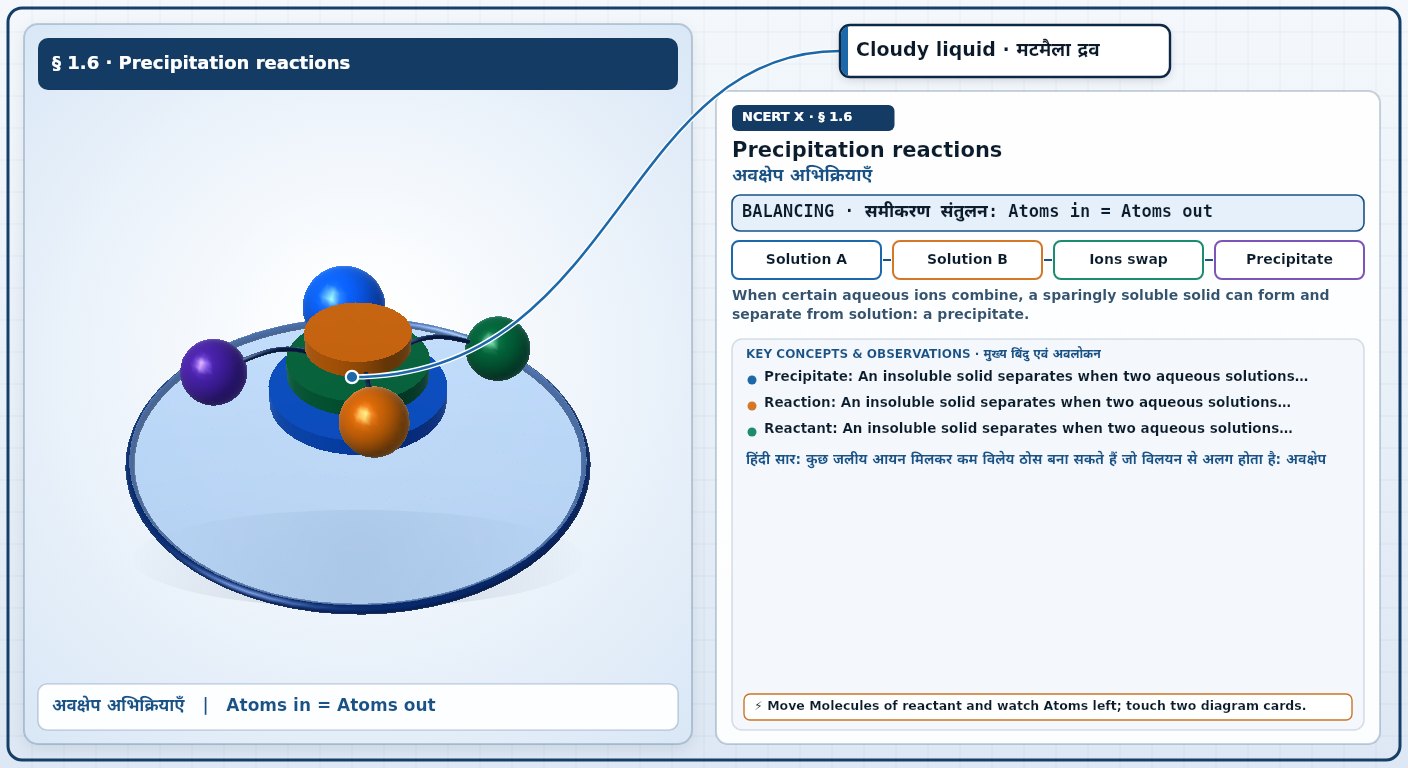 § 1.6 · Precipitation reactions
Cloudy liquid · मटमैला द्रव
NCERT X · § 1.6
Precipitation reactions
अवक्षेप अभिक्रियाएँ
BALANCING · समीकरण संतुलन: Atoms in = Atoms out
Solution A
Solution B
Ions swap
Precipitate
When certain aqueous ions combine, a sparingly soluble solid can form and
separate from solution: a precipitate.
KEY CONCEPTS & OBSERVATIONS · मुख्य बिंदु एवं अवलोकन
Precipitate: An insoluble solid separates when two aqueous solutions…
Reaction: An insoluble solid separates when two aqueous solutions…
Reactant: An insoluble solid separates when two aqueous solutions…
हिंदी सार: कुछ जलीय आयन मिलकर कम विलेय ठोस बना सकते हैं जो विलयन से अलग होता है: अवक्षेप
⚡ Move Molecules of reactant and watch Atoms left; touch two diagram cards.
अवक्षेप अभिक्रियाएँ | Atoms in = Atoms out